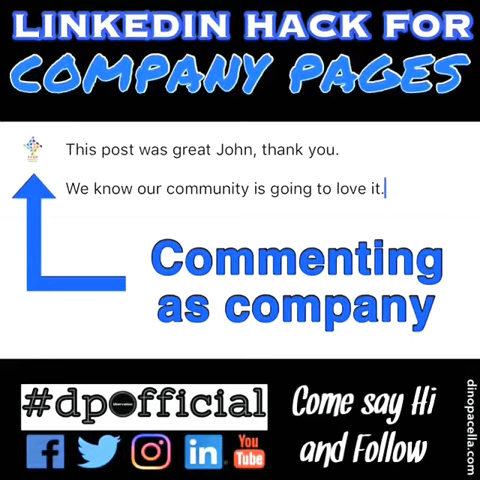 LINKEDIN HACK FOR
COMPANY PAGES
This post was great John, thank you.
We know our community is going to love it.
Commenting
as company
#dpofficial
Come say Hi
and Follow
in
You
Tube
dinopacella.com